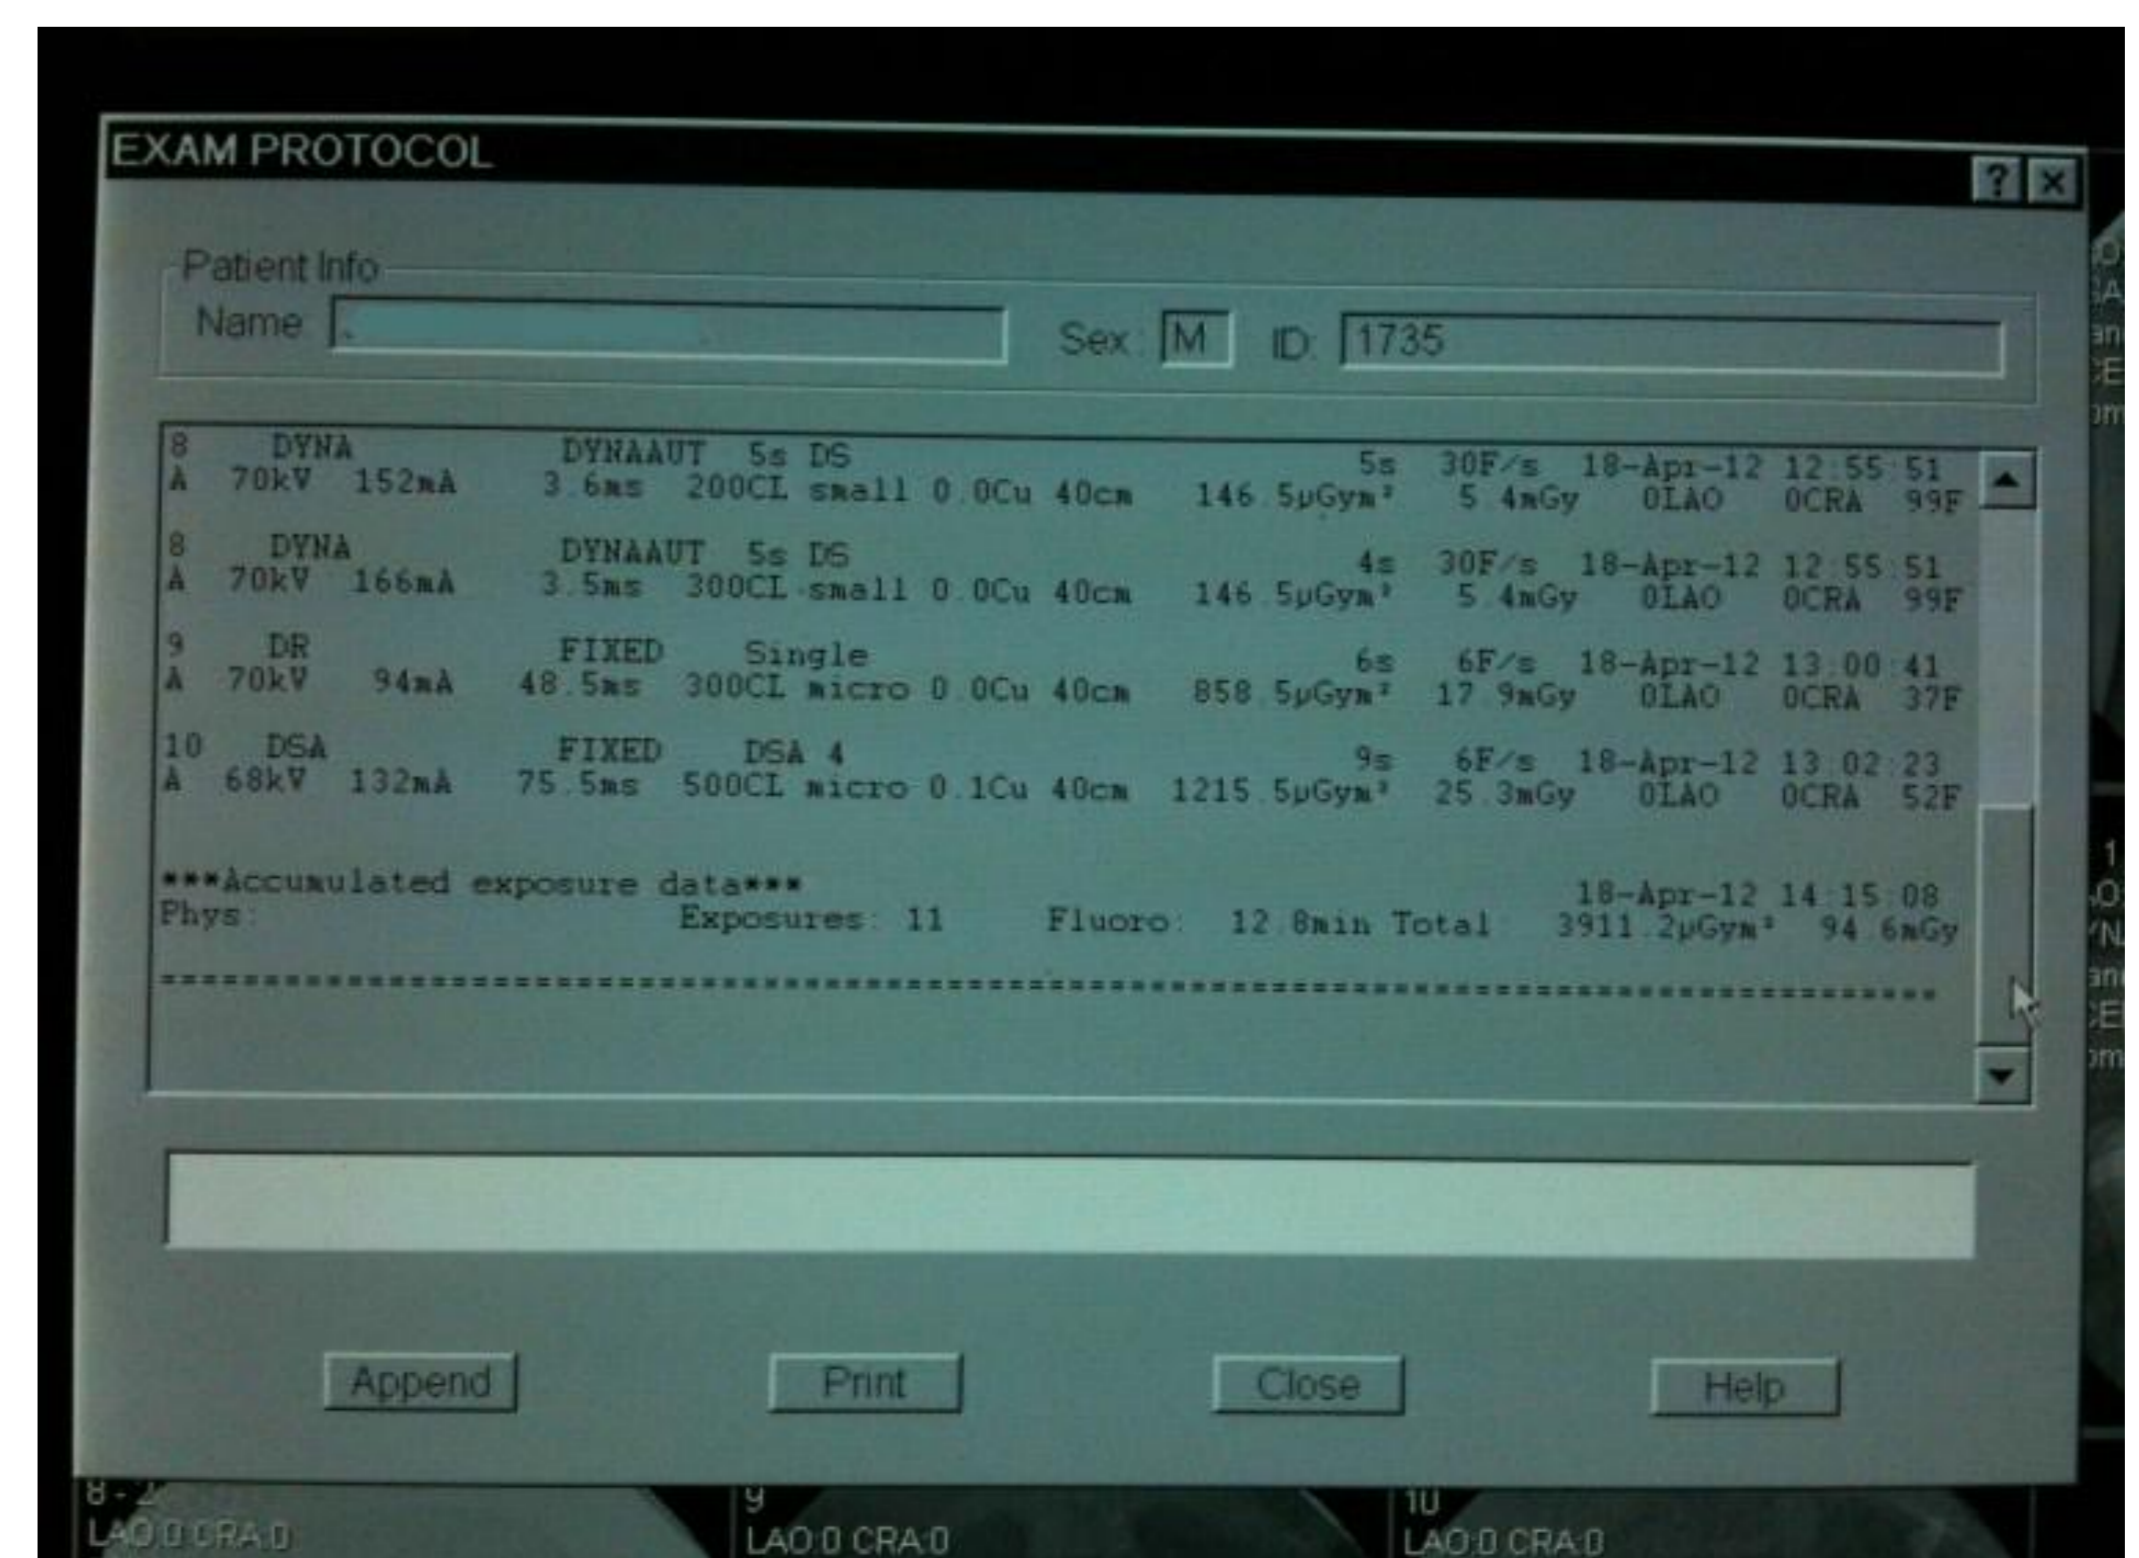 EXAM PROTOCOL
? ×
Patient Info
Name Sex: M ID: 1735
8 DYNA DYNAAUT 5s DS 5s 30F/s 18-Apr-12 12:55:51
A 70kV 152mA 3.6ms 200CL small 0.0Cu 40cm 146.5µGym² 5.4mGy 0LAO 0CRA 99F
8 DYNA DYNAAUT 5s DS 4s 30F/s 18-Apr-12 12:55:51
A 70kV 166mA 3.5ms 300CL small 0.0Cu 40cm 146.5µGym² 5.4mGy 0LAO 0CRA 99F
9 DR FIXED Single 6s 6F/s 18-Apr-12 13:00:41
A 70kV 94mA 48.5ms 300CL micro 0.0Cu 40cm 858.5µGym² 17.9mGy 0LAO 0CRA 37F
10 DSA FIXED DSA 4 9s 6F/s 18-Apr-12 13:02:23
A 68kV 132mA 75.5ms 500CL micro 0.1Cu 40cm 1215.5µGym² 25.3mGy 0LAO 0CRA 52F
***Accumulated exposure data*** 18-Apr-12 14:15:08
Phys: Exposures: 11 Fluoro: 12.8min Total 3911.2µGym² 94.6mGy
Append Print Close Help
8 - 2 9 10
LAO:0 CRA:0 LAO:0 CRA:0 LAO:0 CRA:0